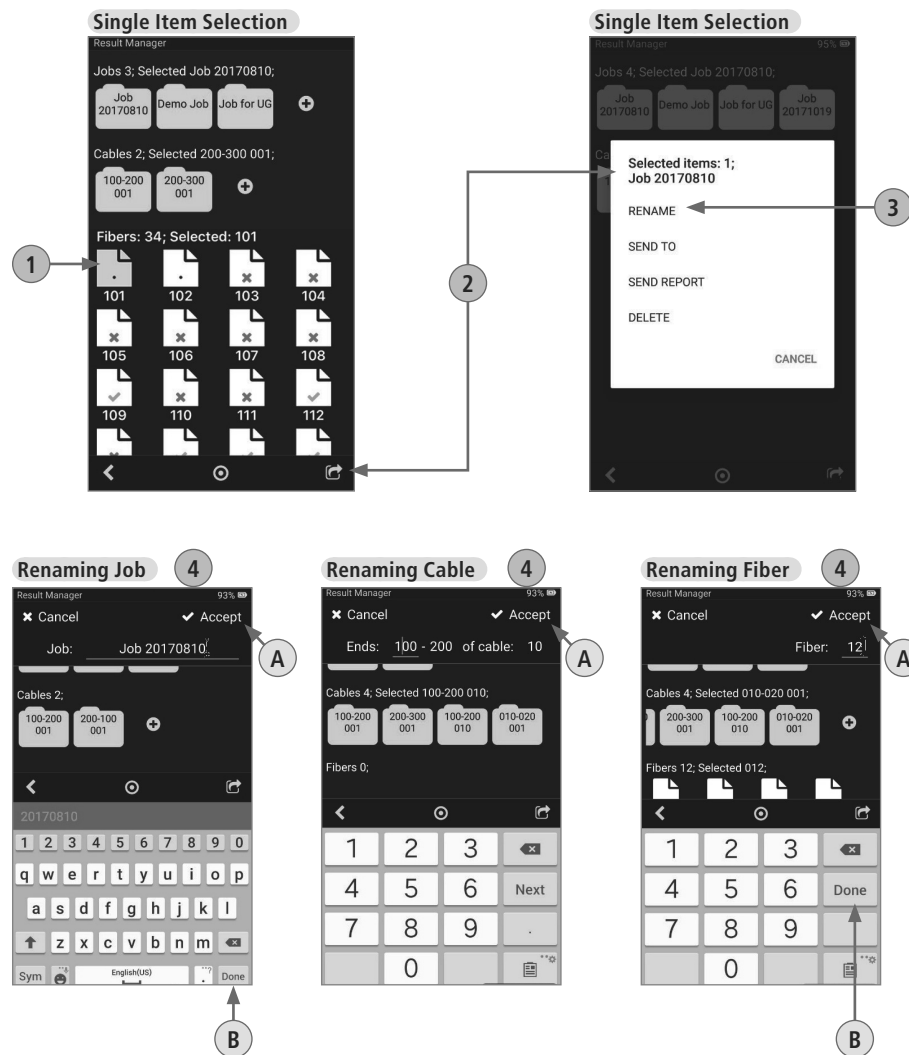 Single Item Selection
Result Manager
Jobs 3; Selected Job 20170810;
Job
20170810
Demo Job
Job for UG
Cables 2; Selected 200-300 001;
100-200
001
200-300
001
Fibers: 34; Selected: 101
101 102 103 104
105 106 107 108
109 110 111 112
1
2
Single Item Selection
Result Manager 95%
Jobs 4; Selected Job 20170810;
Job
20170810
Demo Job
Job for UG
Job
20171019
Ca
Selected items: 1;
Job 20170810
RENAME
SEND TO
SEND REPORT
DELETE
CANCEL
3
Renaming Job 4
Result Manager 93%
Cancel Accept
Job: Job 20170810
A
Cables 2;
100-200
001
200-100
001
20170810
1 2 3 4 5 6 7 8 9 0
q w e r t y u i o p
a s d f g h j k l
z x c v b n m
Sym English(US) . Done
B
Renaming Cable 4
Result Manager 93%
Cancel Accept
Ends: 100 - 200 of cable: 10
A
Cables 4; Selected 100-200 010;
100-200
001
200-300
001
100-200
010
010-020
001
Fibers 0;
1 2 3
4 5 6 Next
7 8 9 .
0
Renaming Fiber 4
Result Manager 93%
Cancel Accept
Fiber: 12
A
Cables 4; Selected 010-020 001;
200-300
001
100-200
010
010-020
001
Fibers 12; Selected 012;
1 2 3
4 5 6 Done
7 8 9
0
B